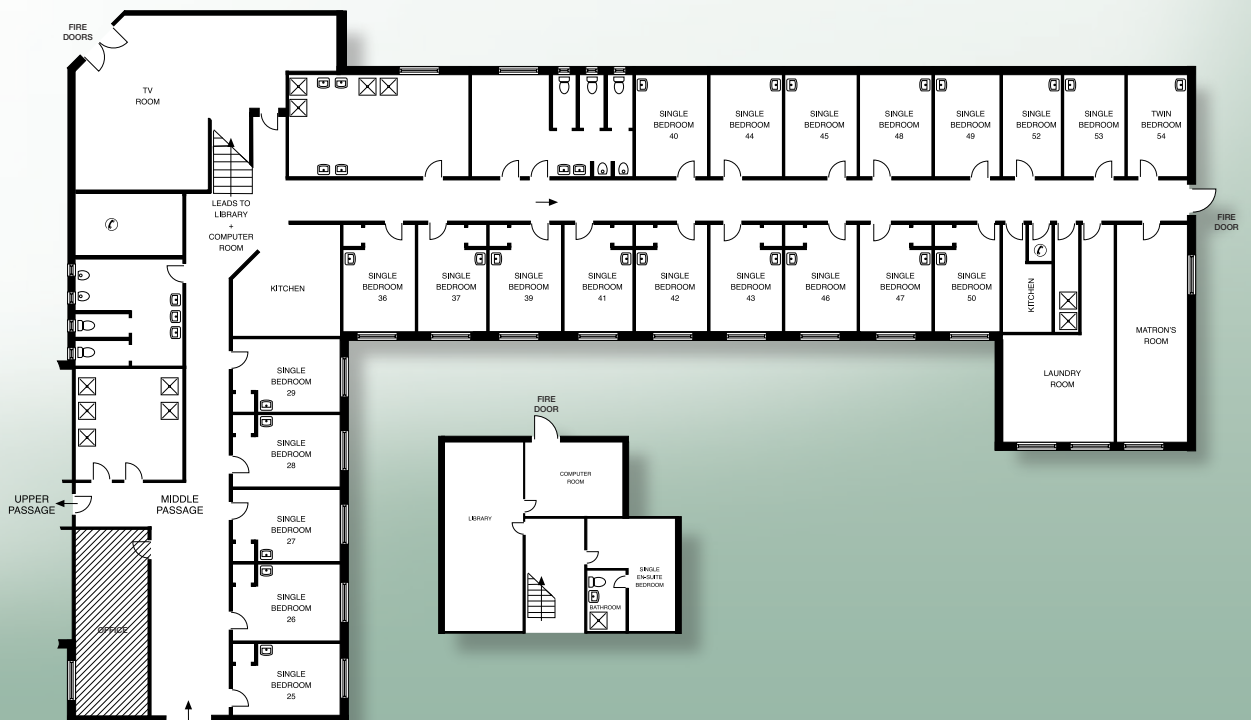 FIRE
DOORS
TV
ROOM
LEADS TO
LIBRARY
+
COMPUTER
ROOM
SINGLE
BEDROOM
40
SINGLE
BEDROOM
44
SINGLE
BEDROOM
45
SINGLE
BEDROOM
48
SINGLE
BEDROOM
49
SINGLE
BEDROOM
52
SINGLE
BEDROOM
53
TWIN
BEDROOM
54
FIRE
DOOR
KITCHEN
SINGLE
BEDROOM
36
SINGLE
BEDROOM
37
SINGLE
BEDROOM
39
SINGLE
BEDROOM
41
SINGLE
BEDROOM
42
SINGLE
BEDROOM
43
SINGLE
BEDROOM
46
SINGLE
BEDROOM
47
SINGLE
BEDROOM
50
KITCHEN
LAUNDRY
ROOM
MATRON'S
ROOM
SINGLE
BEDROOM
29
SINGLE
BEDROOM
28
SINGLE
BEDROOM
27
SINGLE
BEDROOM
26
SINGLE
BEDROOM
25
UPPER
PASSAGE
MIDDLE
PASSAGE
OFFICE
FIRE
DOOR
COMPUTER
ROOM
LIBRARY
SINGLE
EN-SUITE
BEDROOM
BATHROOM